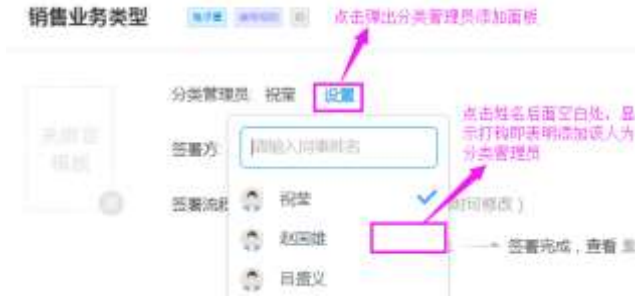 销售业务类型
点击弹出分类管理员添加面板
分类管理员 祝莹 设置
点击姓名后面空白处，显
示打钩即表明添加该人为
分类管理员
签署方
请输入同事姓名
签署流程
祝莹
时可修改）
赵国雄
签署完成，查看
吕盛义